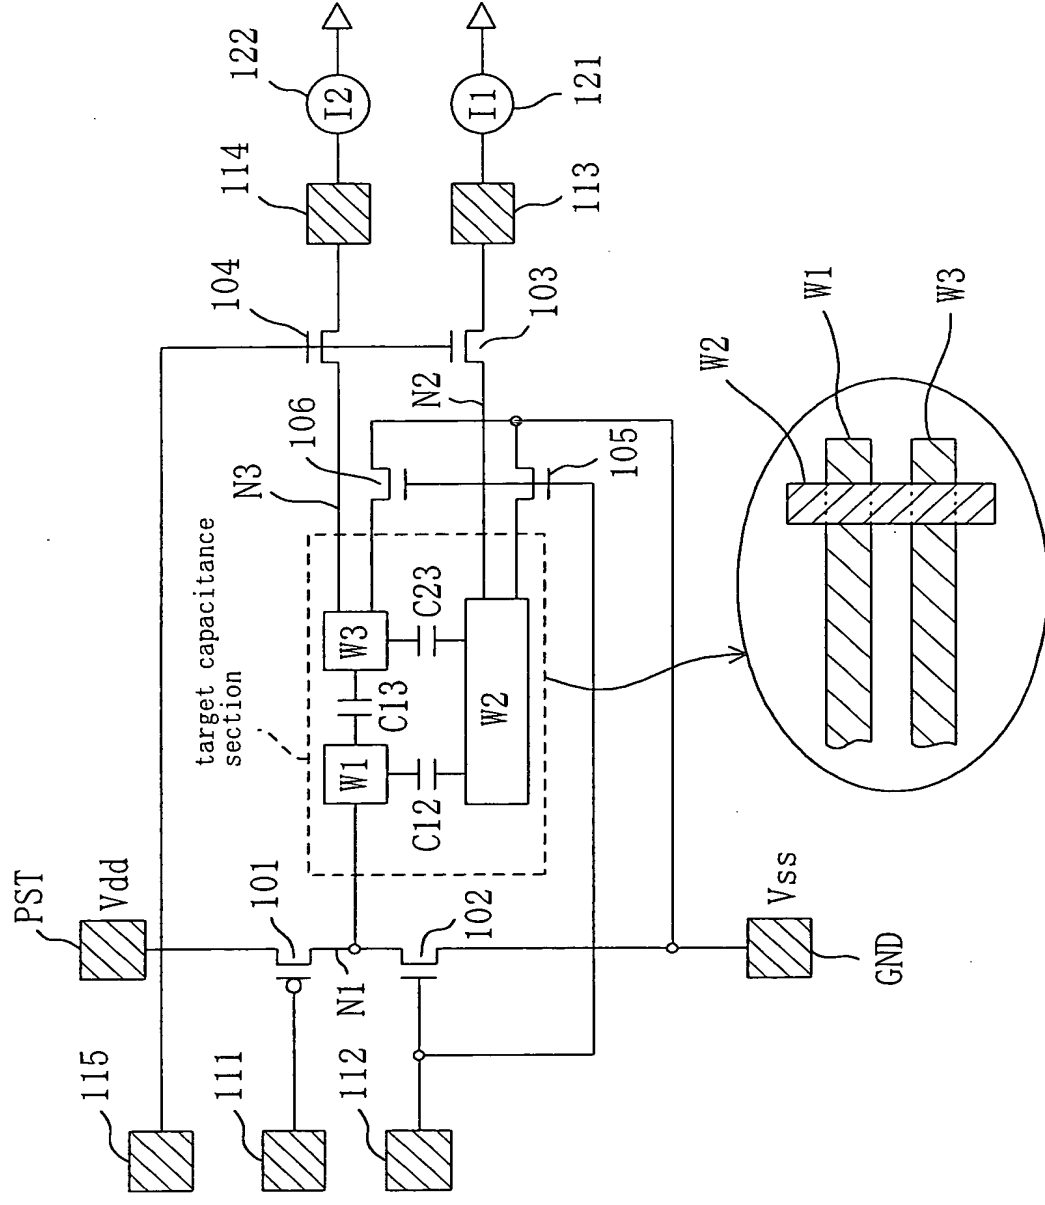 122
I2
114
104
N3
106
121
I1
113
103
N2
105
target capacitance
section
W3
C23
C13
W1
W2
C12
W2
W1
W3
PST
Vdd
101
N1
102
Vss
GND
115
111
112